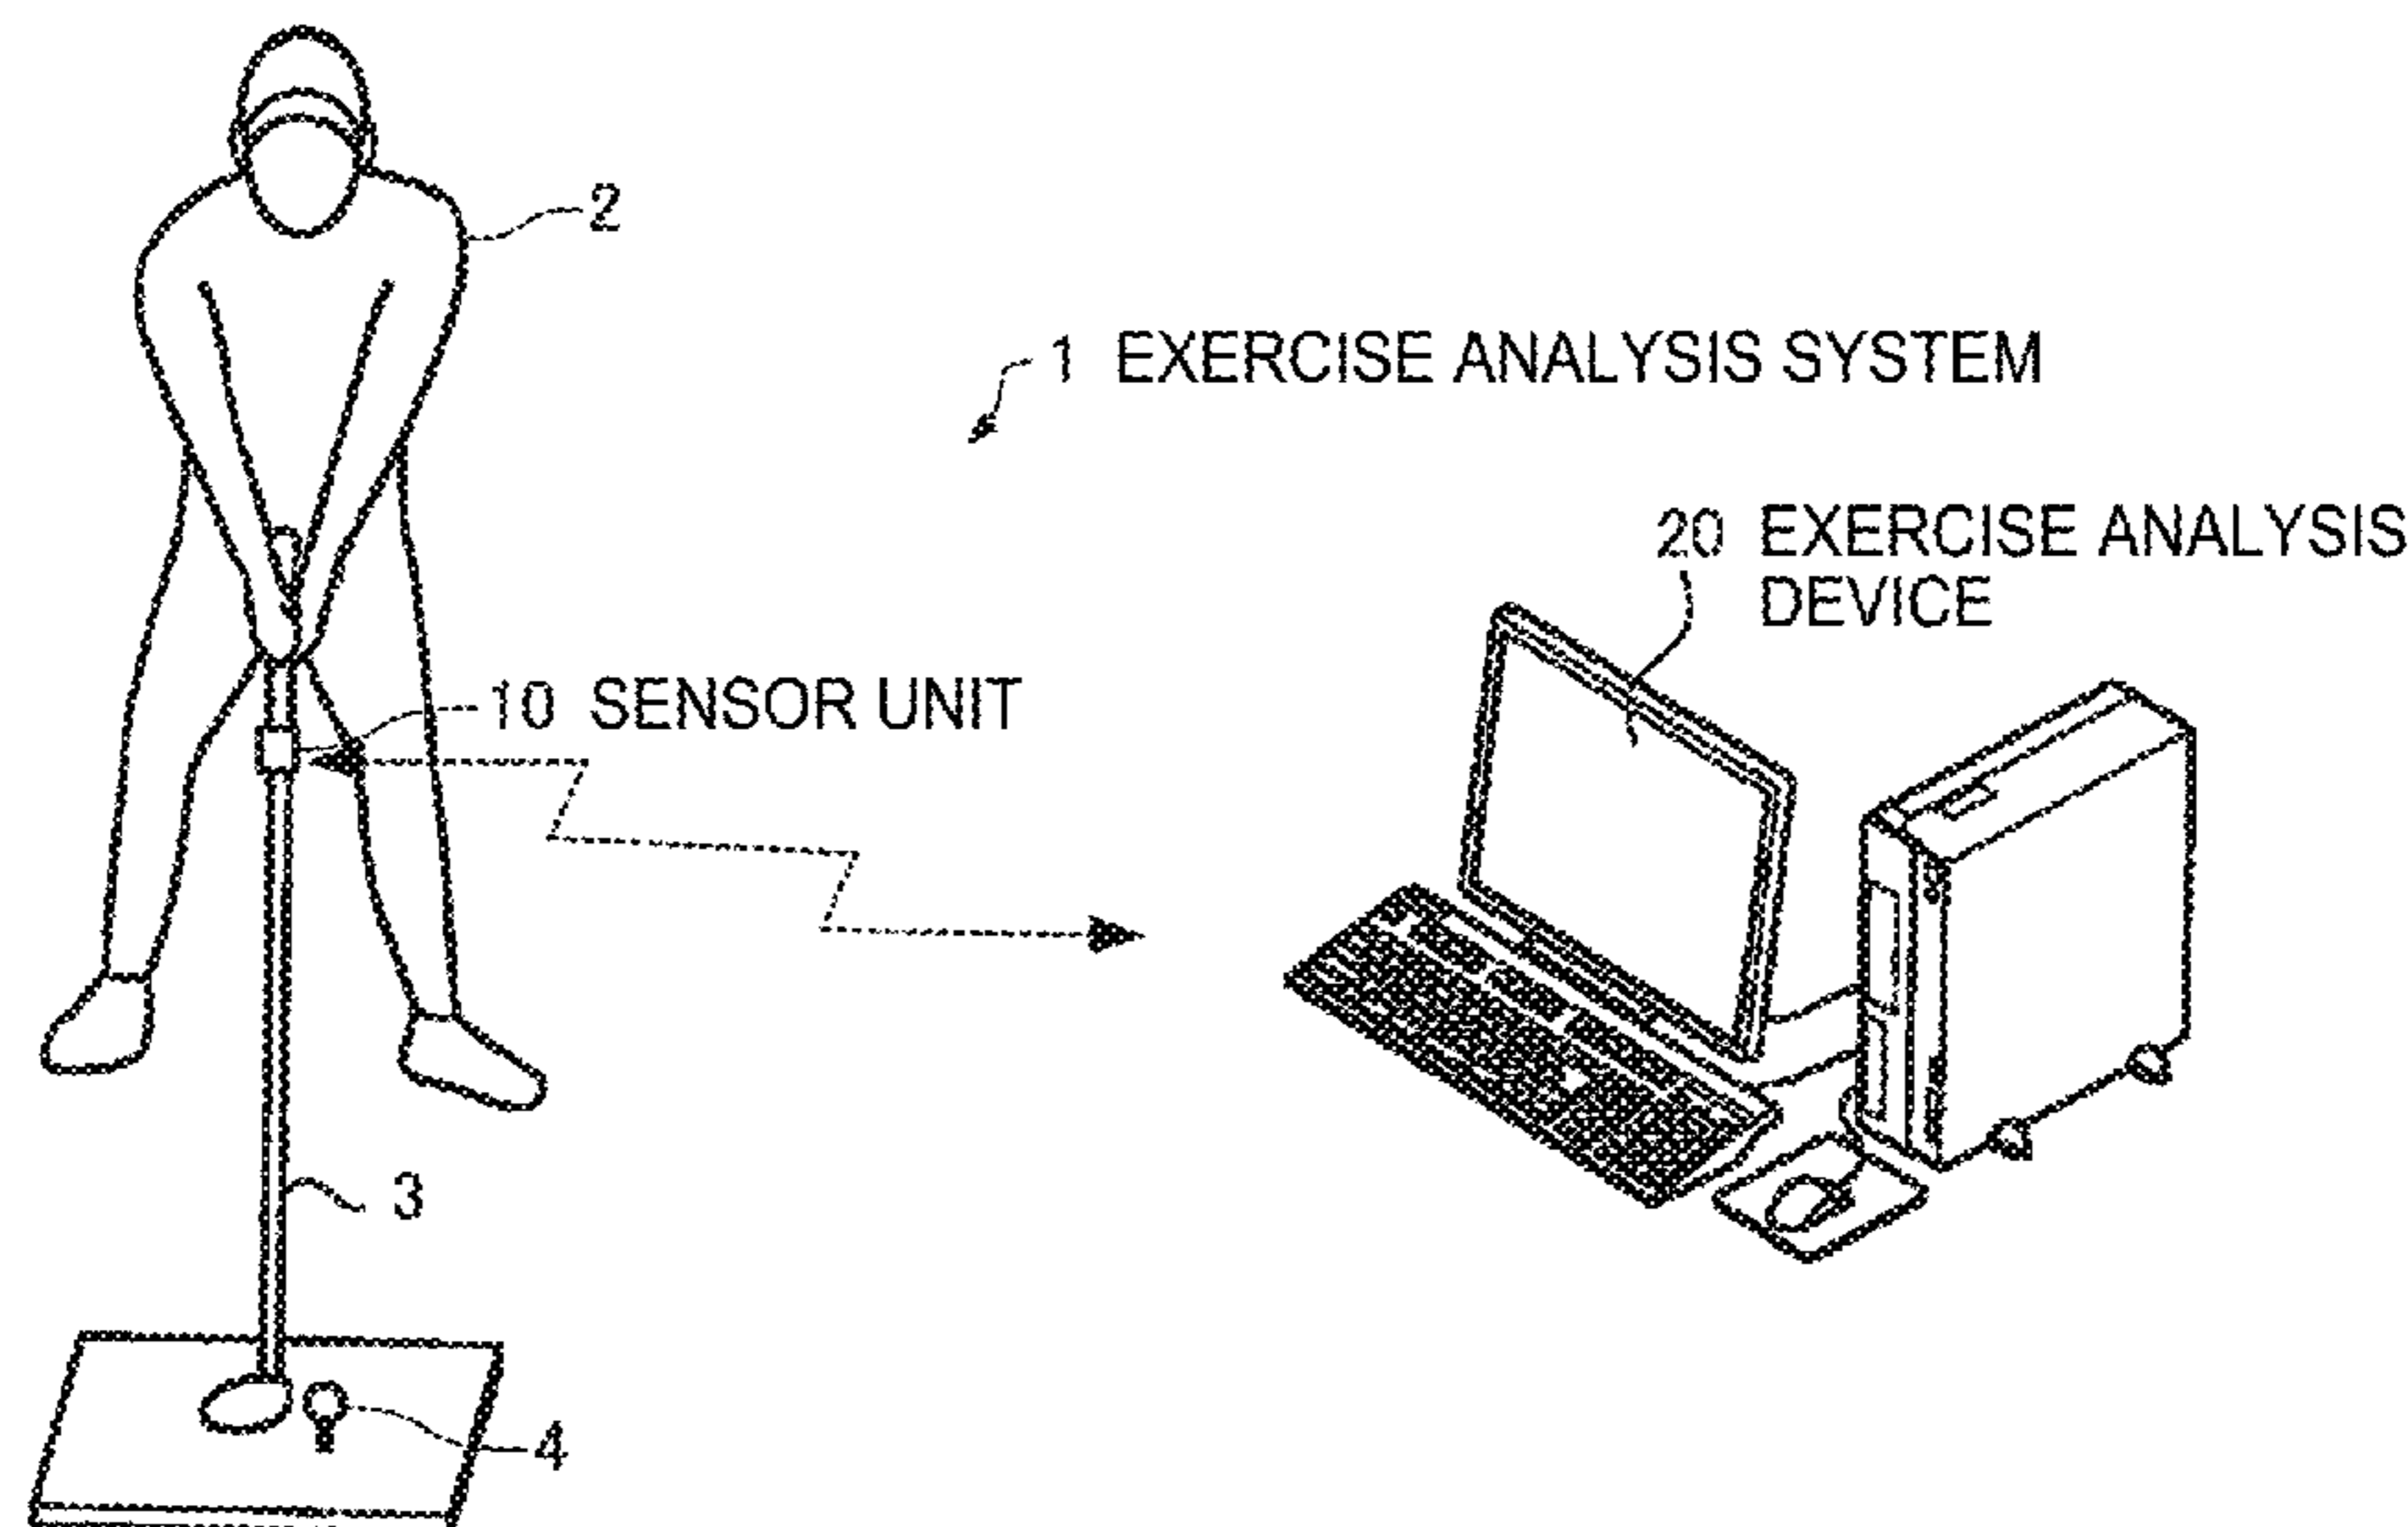 2
1 EXERCISE ANALYSIS SYSTEM
20 EXERCISE ANALYSIS
DEVICE
10 SENSOR UNIT
3
4